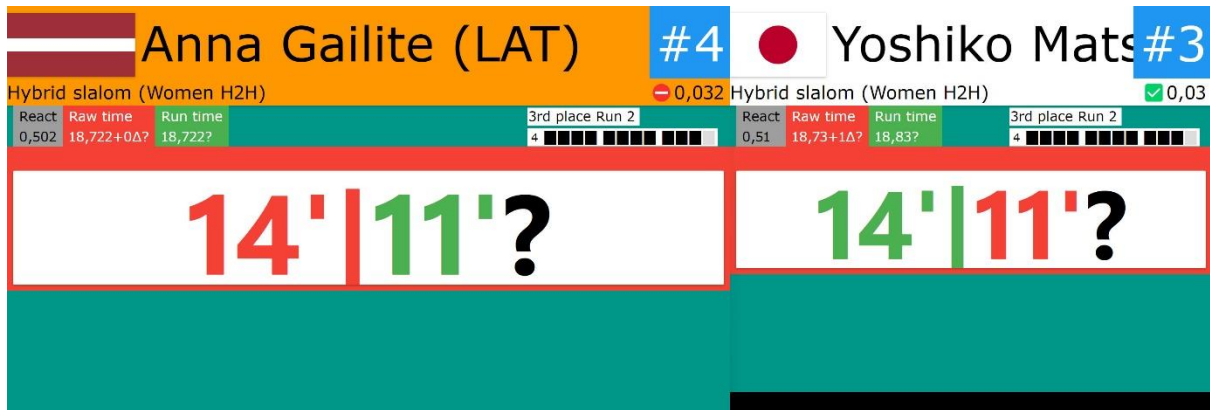 Anna Gailite (LAT) #4
Hybrid slalom (Women H2H) 0,032
React Raw time Run time 3rd place Run 2
0,502 18,722+0Δ? 18,722? 4
14'|11'?
Yoshiko Mats #3
Hybrid slalom (Women H2H) 0,03
React Raw time Run time 3rd place Run 2
0,51 18,73+1Δ? 18,83? 4
14'|11'?